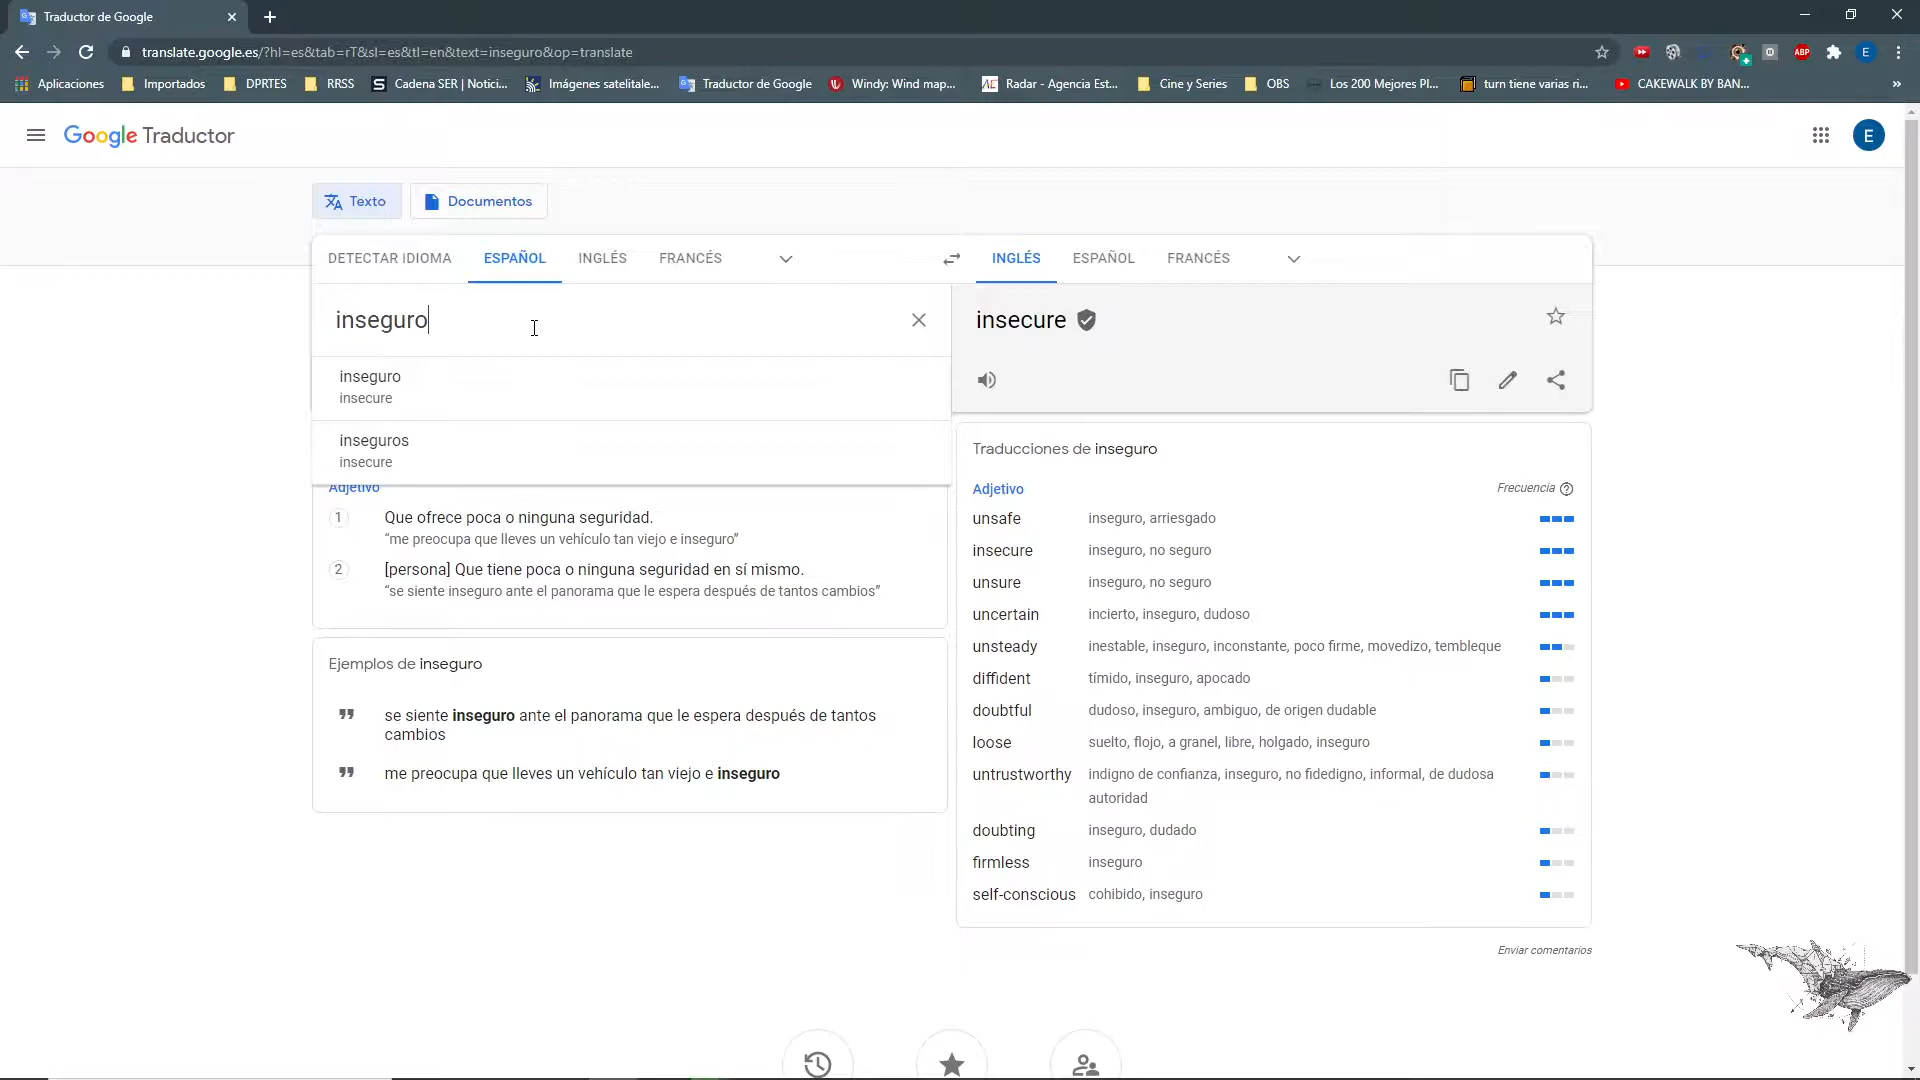 Traductor de Google
translate.google.es/?hl=es&tab=rT&sl=es&tl=en&text=inseguro&op=translate
ABP
E
Aplicaciones
Importados
DPRTES
RRSS
Cadena SER | Notici...
Imágenes satelitale...
Traductor de Google
Windy: Wind map...
Radar - Agencia Est...
Cine y Series
OBS
Los 200 Mejores Pl...
turn tiene varias ri...
CAKEWALK BY BAN...
»
Google Traductor
E
Texto
Documentos
DETECTAR IDIOMA
ESPAÑOL
INGLÉS
FRANCÉS
INGLÉS
ESPAÑOL
FRANCÉS
inseguro
insecure
inseguro
insecure
inseguros
insecure
Adjetivo
1 Que ofrece poca o ninguna seguridad.
“me preocupa que lleves un vehículo tan viejo e inseguro”
2 [persona] Que tiene poca o ninguna seguridad en sí mismo.
“se siente inseguro ante el panorama que le espera después de tantos cambios”
Ejemplos de inseguro
se siente inseguro ante el panorama que le espera después de tantos
cambios
me preocupa que lleves un vehículo tan viejo e inseguro
Traducciones de inseguro
Adjetivo Frecuencia
unsafe inseguro, arriesgado
insecure inseguro, no seguro
unsure inseguro, no seguro
uncertain incierto, inseguro, dudoso
unsteady inestable, inseguro, inconstante, poco firme, movedizo, tembleque
diffident tímido, inseguro, apocado
doubtful dudoso, inseguro, ambiguo, de origen dudable
loose suelto, flojo, a granel, libre, holgado, inseguro
untrustworthy indigno de confianza, inseguro, no fidedigno, informal, de dudosa
autoridad
doubting inseguro, dudado
firmless inseguro
self-conscious cohibido, inseguro
Enviar comentarios